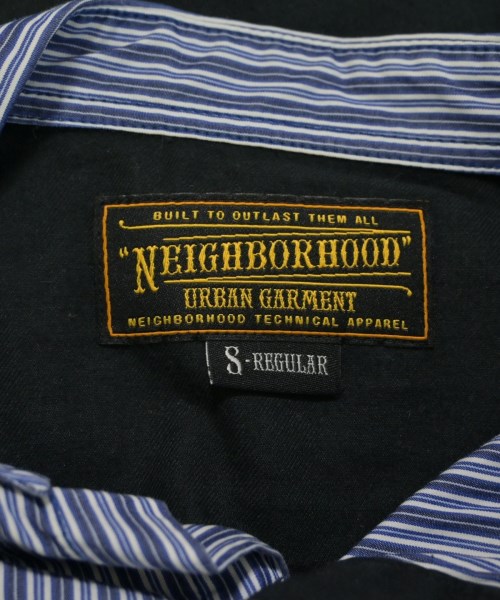 BUILT TO OUTLAST THEM ALL
"NEIGHBORHOOD"
URBAN GARMENT
NEIGHBORHOOD TECHNICAL APPAREL
S-REGULAR